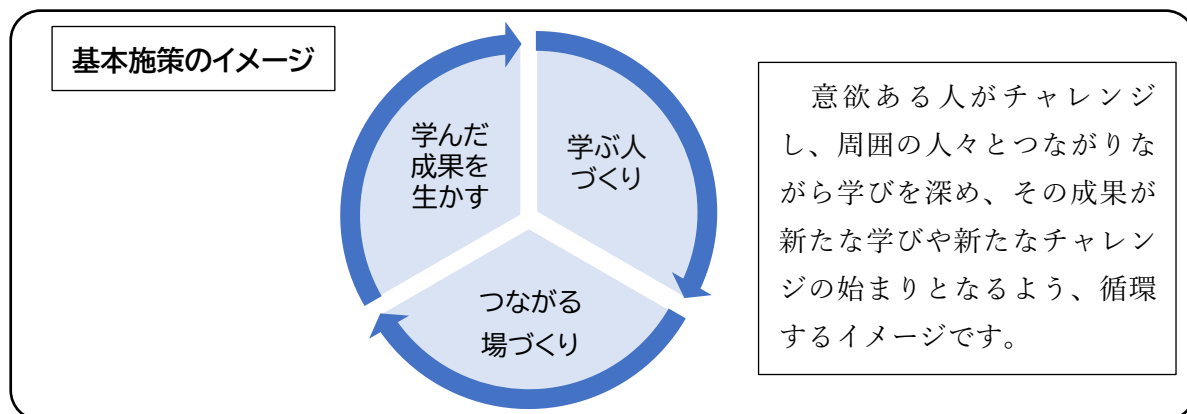 基本施策のイメージ
学んだ
成果を
生かす
学ぶ人
づくり
つながる
場づくり
意欲ある人がチャレンジ
し、周囲の人々とつながりな
がら学びを深め、その成果が
新たな学びや新たなチャレン
ジの始まりとなるよう、循環
するイメージです。